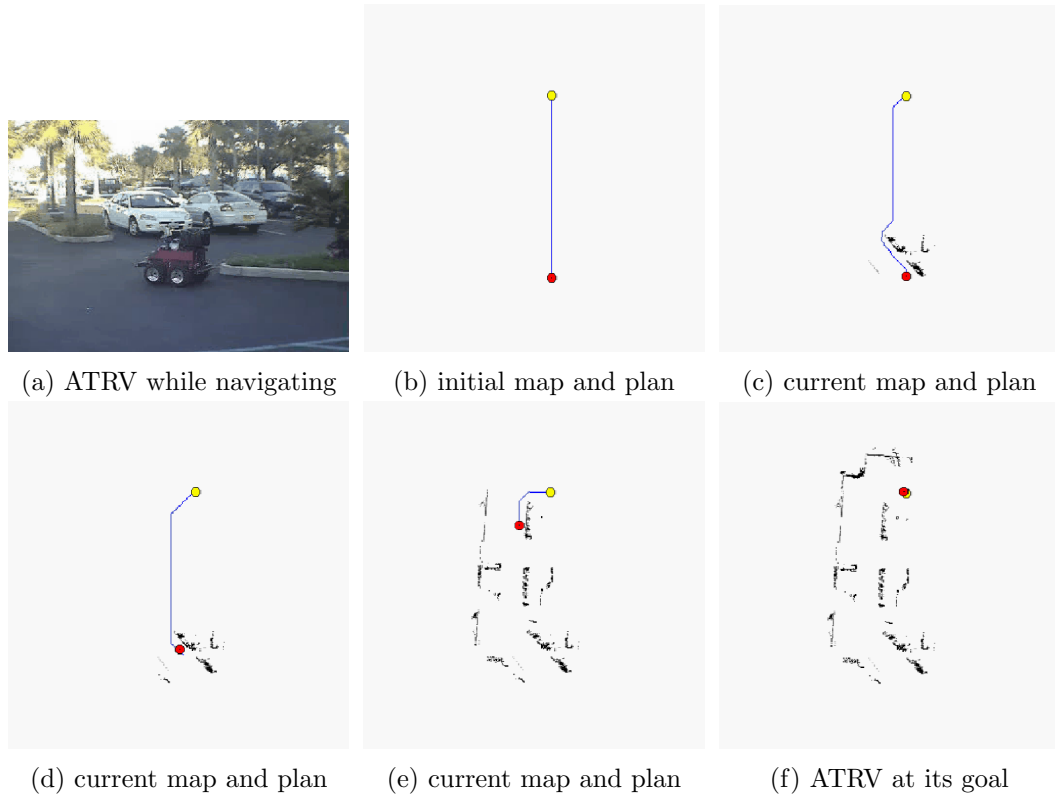 (a) ATRV while navigating
(b) initial map and plan
(c) current map and plan
(d) current map and plan
(e) current map and plan
(f) ATRV at its goal